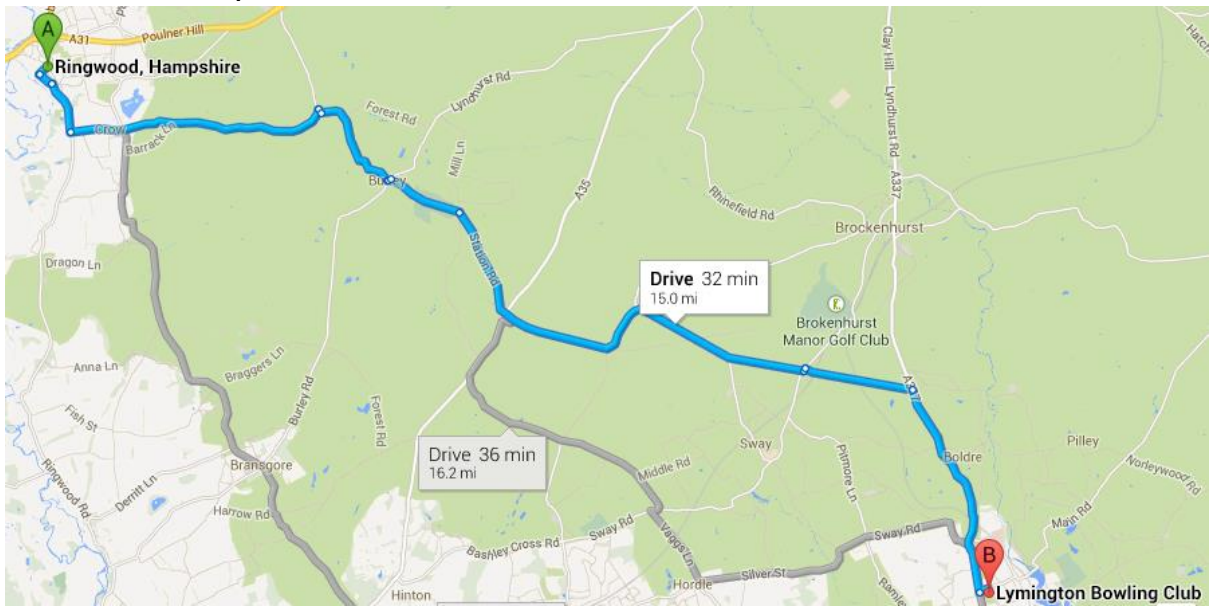 A
A31
Poulner Hill
Ringwood, Hampshire
Clay Hill
Lyndhurst Rd
Lyndhurst Rd
Forest Rd
Crow
Barrack Ln
Mill Ln
A35
A337
Burley
Rhinefield Rd
Brockenhurst
Station Rd
Dragon Ln
Drive 32 min
15.0 mi
Brokenhurst
Manor Golf Club
Anna Ln
Braggers Ln
Burley Rd
A337
Fish St
Forest Rd
Drive 36 min
16.2 mi
Sway
Pilley
Bransgore
Middle Rd
Pitmore Ln
Boldre
Norleywood Rd
Ringwood Rd
Derritt Ln
Harrow Rd
Sway Rd
Vaggs Ln
Bashley Cross Rd
Sway Rd
Main Rd
B
Hordle
Silver St
Hinton
Lymington Bowling Club